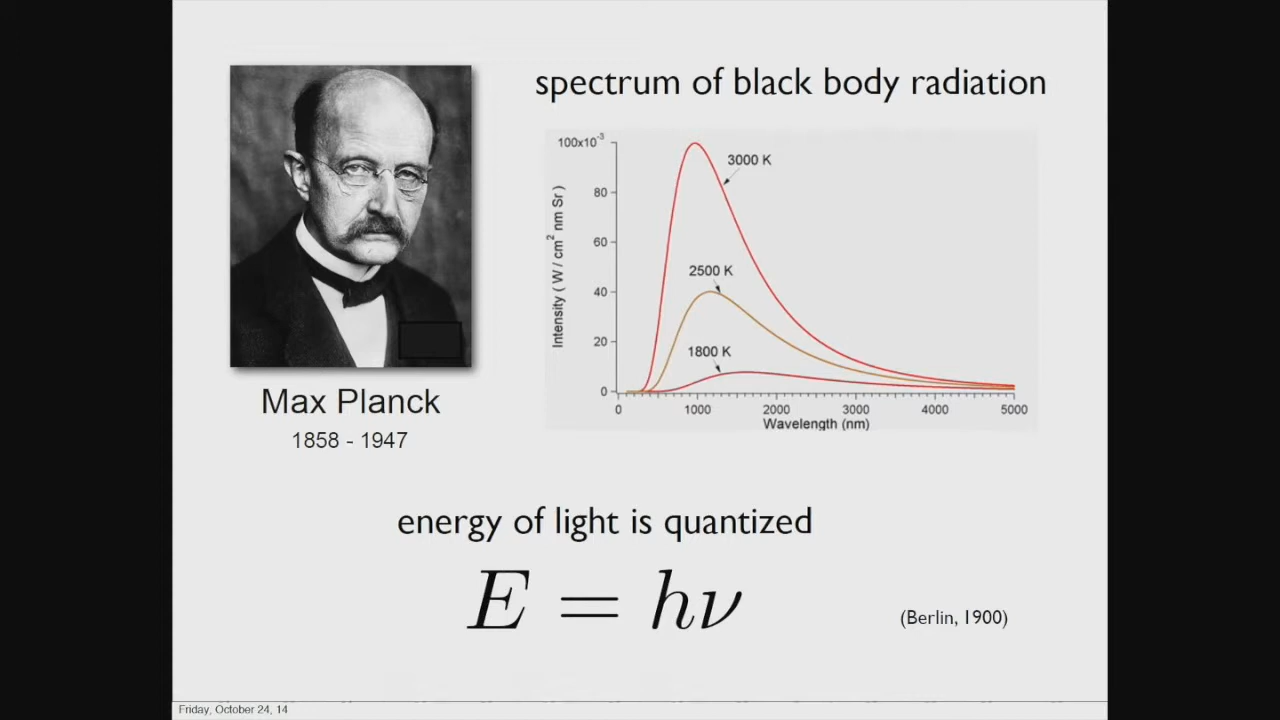 spectrum of black body radiation
100x10⁻³
80
60
40
20
0
Intensity ( W / cm² nm Sr )
3000 K
2500 K
1800 K
0 1000 2000 3000 4000 5000
Wavelength (nm)
Max Planck
1858 - 1947
energy of light is quantized
E = hν
(Berlin, 1900)
Friday, October 24, 14